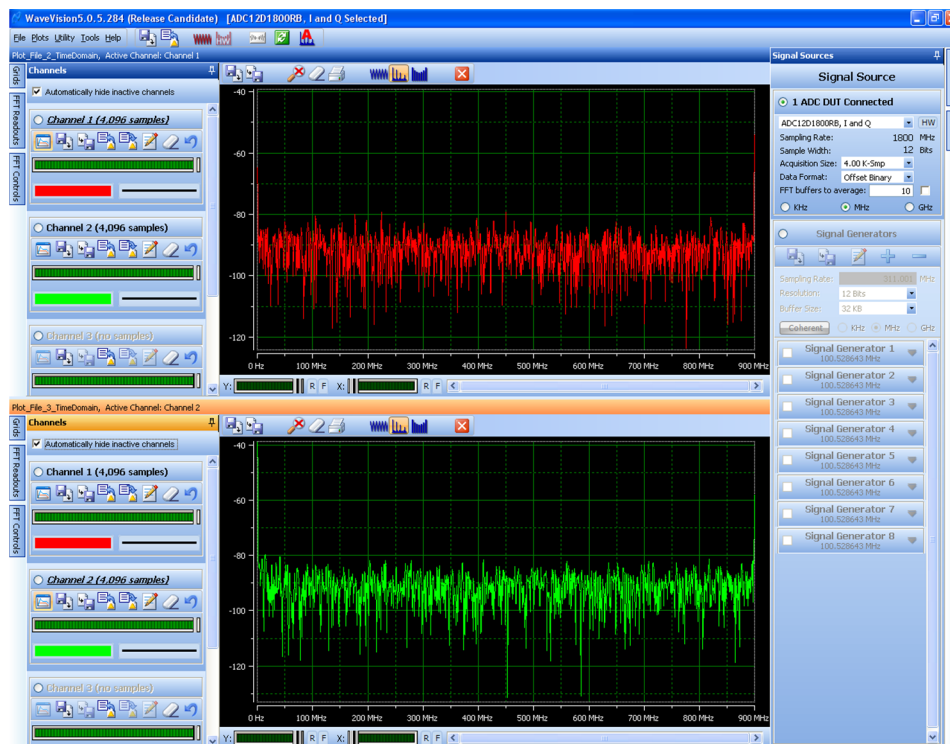 WaveVision5.0.5.284 (Release Candidate) [ADC12D1800RB, I and Q Selected]
File Plots Utility Tools Help
Plot_File_2_TimeDomain, Active Channel: Channel 1
Grids
FFT Readouts
FFT Controls
Channels
Automatically hide inactive channels
Channel 1 (4,096 samples)
Channel 2 (4,096 samples)
Channel 3 (no samples)
-40
-60
-80
-100
-120
0 Hz 100 MHz 200 MHz 300 MHz 400 MHz 500 MHz 600 MHz 700 MHz 800 MHz 900 MHz
Y: R F X: R F
Plot_File_3_TimeDomain, Active Channel: Channel 2
Grids
FFT Readouts
FFT Controls
Channels
Automatically hide inactive channels
Channel 1 (4,096 samples)
Channel 2 (4,096 samples)
Channel 3 (no samples)
-40
-60
-80
-100
-120
0 Hz 100 MHz 200 MHz 300 MHz 400 MHz 500 MHz 600 MHz 700 MHz 800 MHz 900 MHz
Y: R F X: R F
Signal Sources
Signal Source
1 ADC DUT Connected
ADC12D1800RB, I and Q HW
Sampling Rate: 1800 MHz
Sample Width: 12 Bits
Acquisition Size: 4.00 K-Smp
Data Format: Offset Binary
FFT buffers to average: 10
KHz MHz GHz
Signal Generators
Sampling Rate: 311.001 MHz
Resolution: 12 Bits
Buffer Size: 32 KB
Coherent KHz MHz GHz
Signal Generator 1
100.528643 MHz
Signal Generator 2
100.528643 MHz
Signal Generator 3
100.528643 MHz
Signal Generator 4
100.528643 MHz
Signal Generator 5
100.528643 MHz
Signal Generator 6
100.528643 MHz
Signal Generator 7
100.528643 MHz
Signal Generator 8
100.528643 MHz